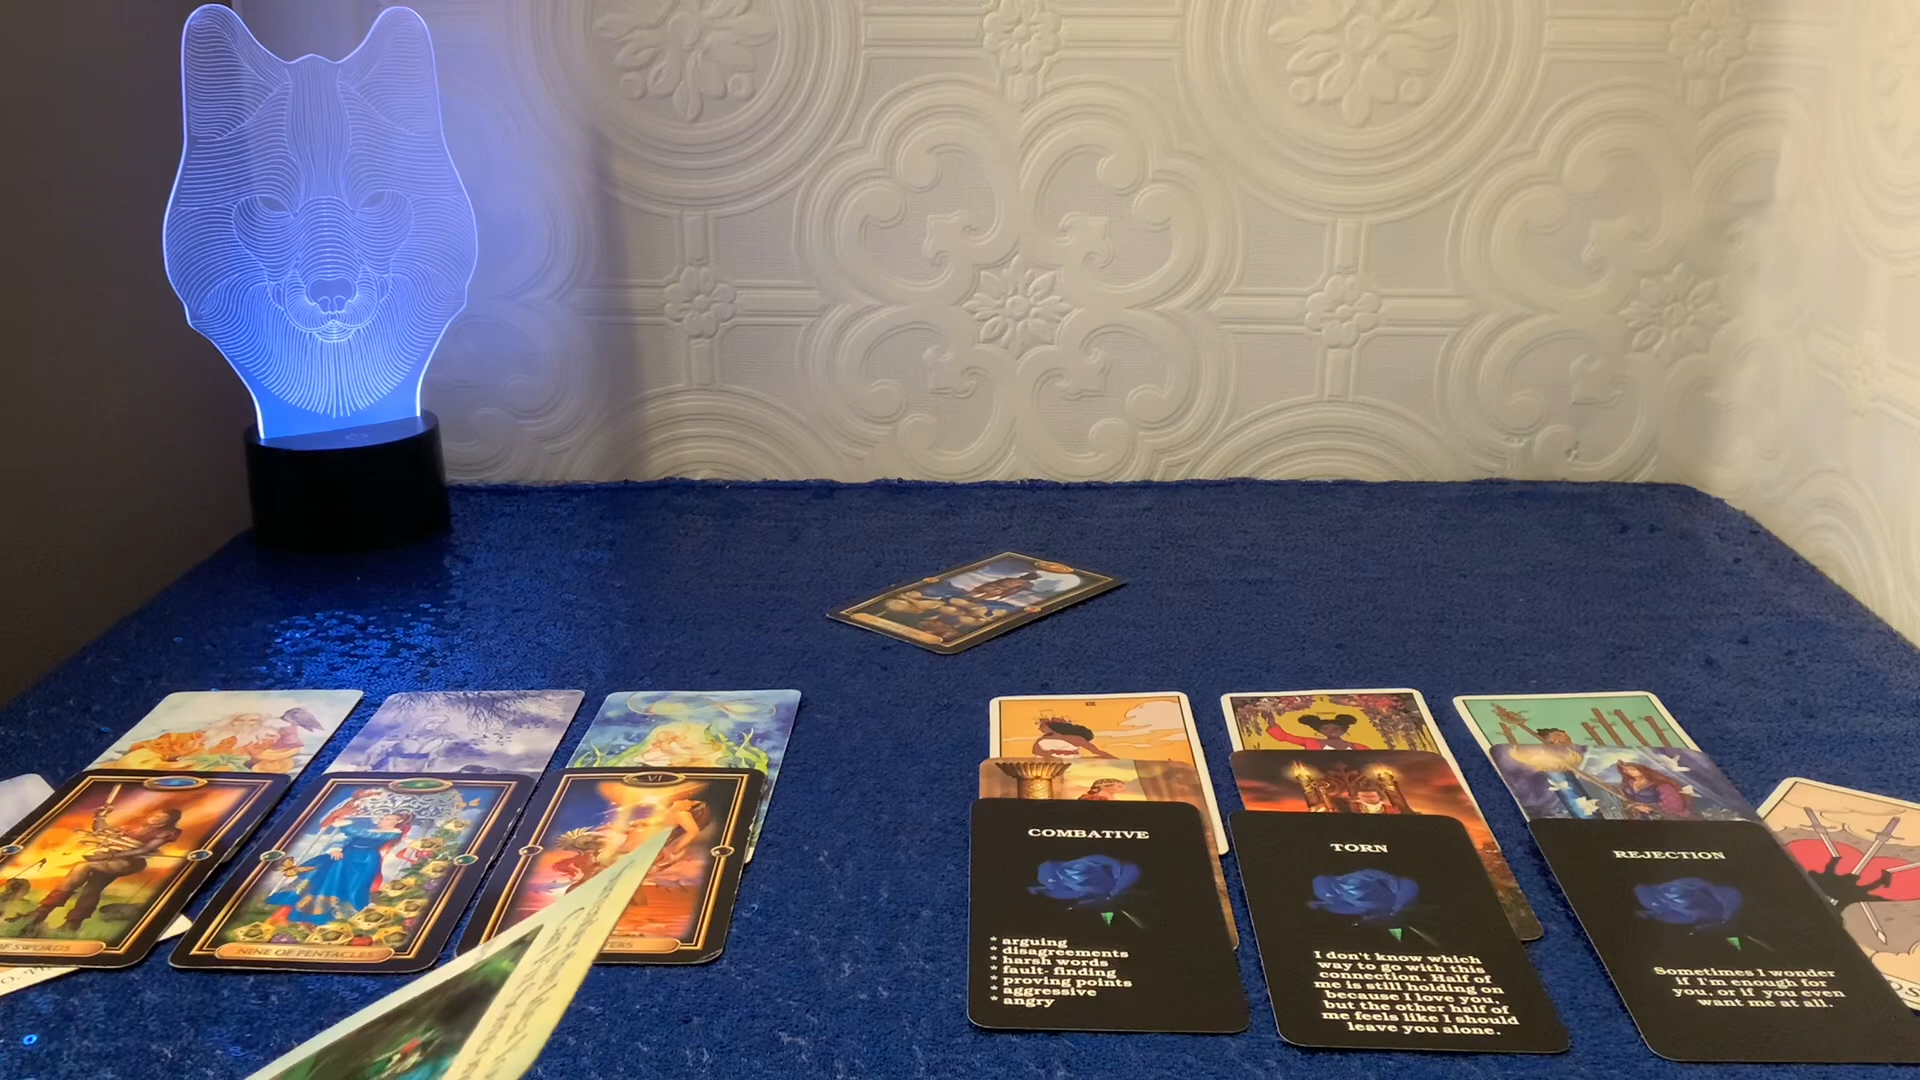 OF SWORDS
NINE OF PENTACLES
VI
COMBATIVE
* arguing
* disagreements
* harsh words
* fault- finding
* proving points
* aggressive
* angry
TORN
I don't know which
way to go with this
connection. Half of
me is still holding on
because I love you,
but the other half of
me feels like I should
leave you alone.
REJECTION
Sometimes I wonder
if I'm enough for
you, or if you even
want me at all.